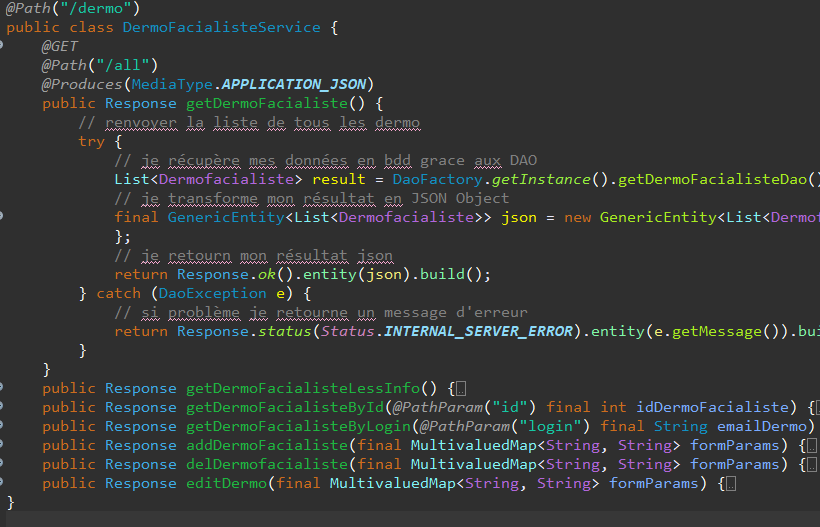 @Path("/dermo")
public class DermoFacialisteService {
@GET
@Path("/all")
@Produces(MediaType.APPLICATION_JSON)
public Response getDermoFacialiste() {
// renvoyer la liste de tous les dermo
try {
// je récupère mes données en bdd grace aux DAO
List<Dermofacialiste> result = DaoFactory.getInstance().getDermoFacialisteDao()
// je transforme mon résultat en JSON Object
final GenericEntity<List<Dermofacialiste>> json = new GenericEntity<List<Dermof
};
// je retourn mon résultat json
return Response.ok().entity(json).build();
} catch (DaoException e) {
// si problème je retourne un message d'erreur
return Response.status(Status.INTERNAL_SERVER_ERROR).entity(e.getMessage()).bui
}
}
public Response getDermoFacialisteLessInfo() {
public Response getDermoFacialisteById(@PathParam("id") final int idDermoFacialiste) {
public Response getDermoFacialisteByLogin(@PathParam("login") final String emailDermo)
public Response addDermoFacialiste(final MultivaluedMap<String, String> formParams) {
public Response delDermofacialiste(final MultivaluedMap<String, String> formParams) {
public Response editDermo(final MultivaluedMap<String, String> formParams) {
}